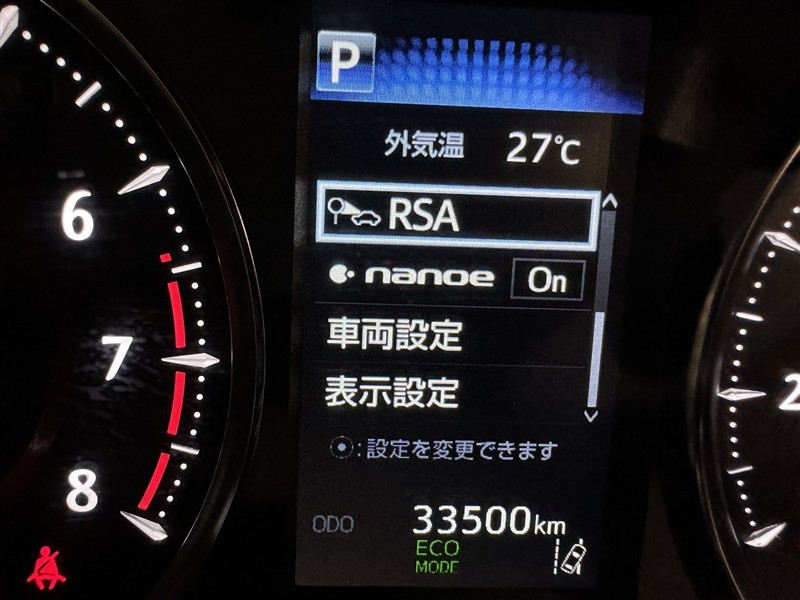 P
外気温 27℃
RSA
nanoe On
車両設定
表示設定
:設定を変更できます
ODO 33500km
ECO
MODE
6
7
8
2